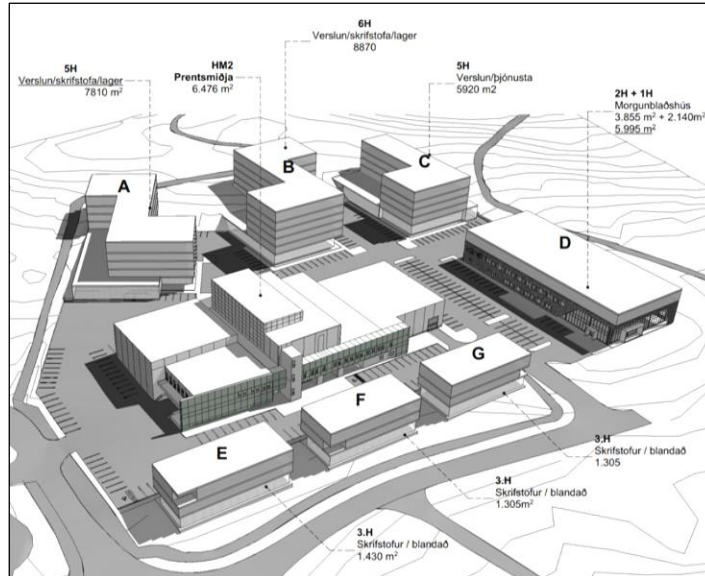 6H
Verslun/skrifstofa/lager
8870
5H
Verslun/skrifstofa/lager
7810 m²
HM2
Prentsmiðja
6.476 m²
5H
Verslun/þjónusta
5920 m2
2H + 1H
Morgunblaðshús
3.855 m² + 2.140m²
5.995 m²
A
B
C
D
G
F
E
3.H
Skrifstofur / blandað
1.305
3.H
Skrifstofur / blandað
1.305m²
3.H
Skrifstofur / blandað
1.430 m²